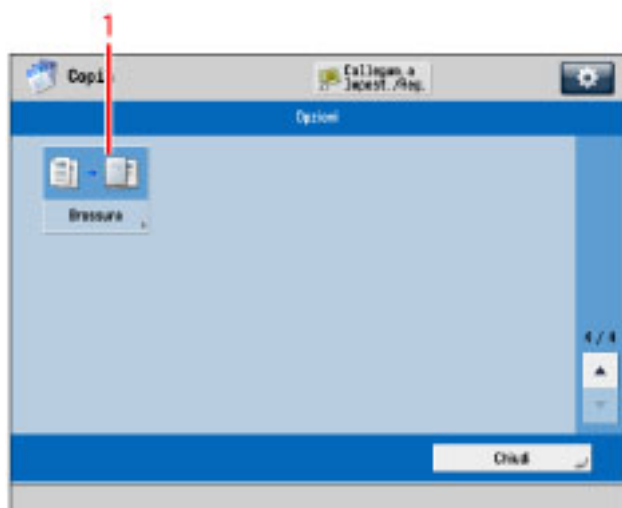 1
Copia
Collegam. a
Impost./Reg.
Opzioni
Brossura
4/4
Chiudi